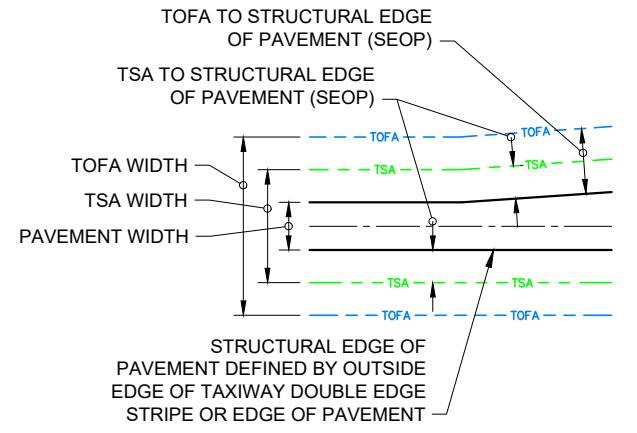 TOFA TO STRUCTURAL EDGE
OF PAVEMENT (SEOP)
TSA TO STRUCTURAL EDGE
OF PAVEMENT (SEOP)
TOFA
TOFA
TSA
TSA
TOFA WIDTH
TSA WIDTH
PAVEMENT WIDTH
TSA
TSA
TOFA
TOFA
STRUCTURAL EDGE OF
PAVEMENT DEFINED BY OUTSIDE
EDGE OF TAXIWAY DOUBLE EDGE
STRIPE OR EDGE OF PAVEMENT